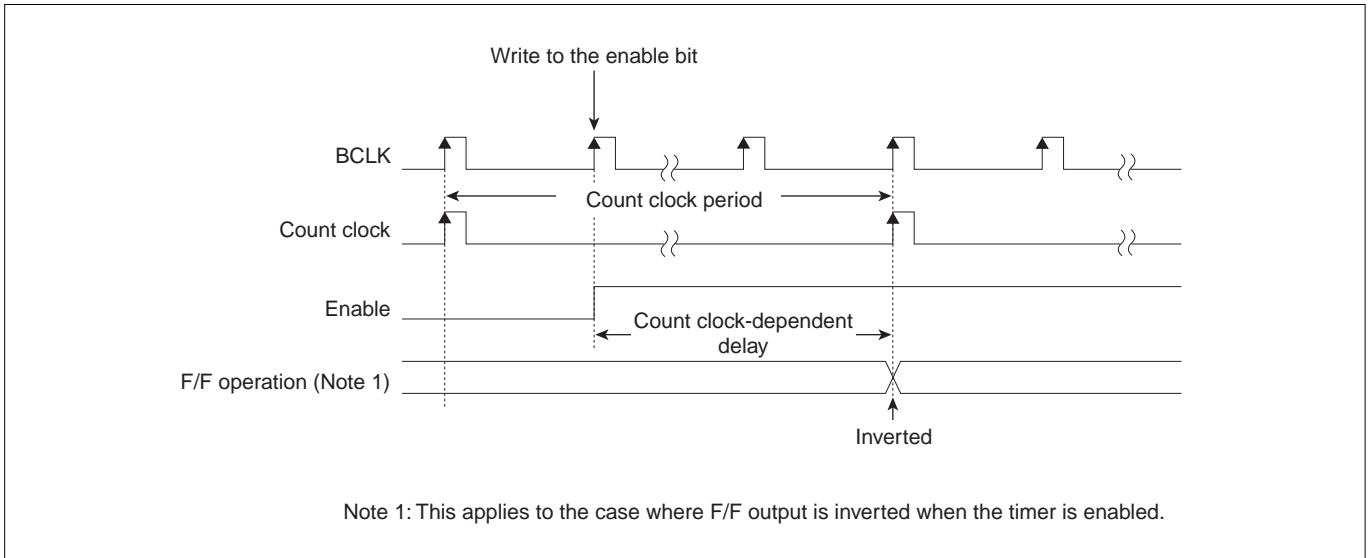 Write to the enable bit
BCLK
Count clock period
Count clock
Enable
Count clock-dependent
delay
F/F operation (Note 1)
Inverted
Note 1: This applies to the case where F/F output is inverted when the timer is enabled.